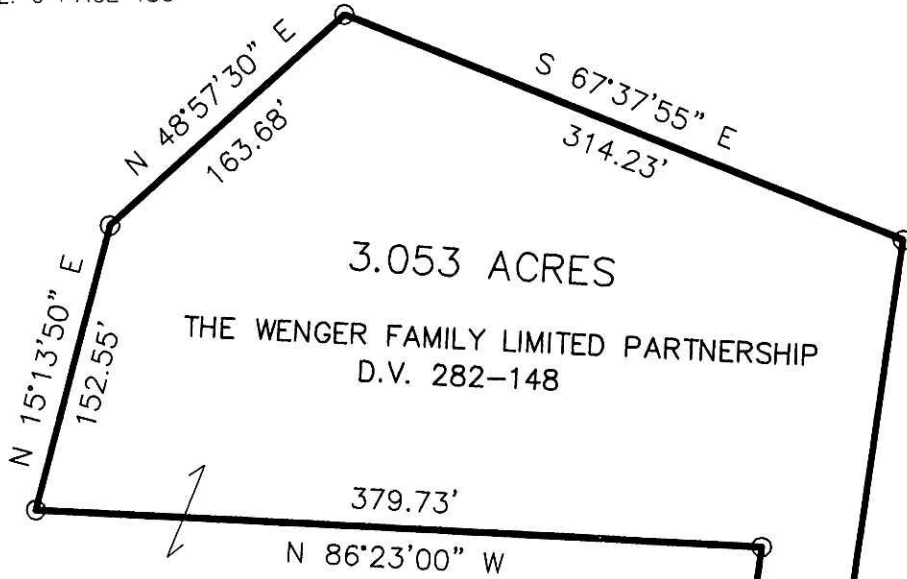 N 48°57'30" E
163.68'
S 67°37'55" E
314.23'
3.053 ACRES
THE WENGER FAMILY LIMITED PARTNERSHIP
D.V. 282–148
N 15°13'50" E
152.55'
379.73'
N 86°23'00" W